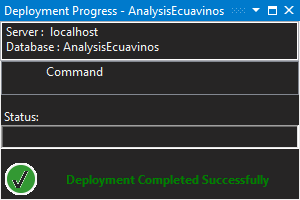 Deployment Progress - AnalysisEcuavinos
Server : localhost
Database : AnalysisEcuavinos
Command
Status:
Deployment Completed Successfully